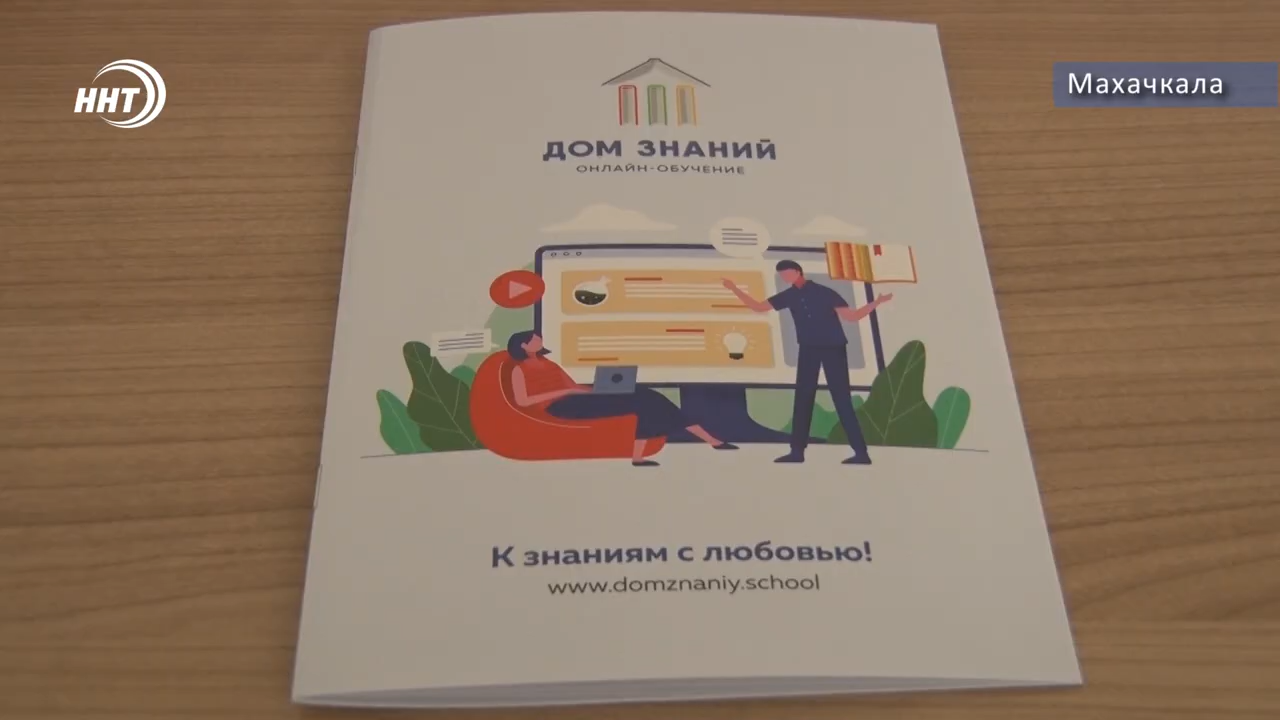 ННТ
Махачкала
ДОМ ЗНАНИЙ
ОНЛАЙН-ОБУЧЕНИЕ
К знаниям с любовью!
www.domznaniy.school